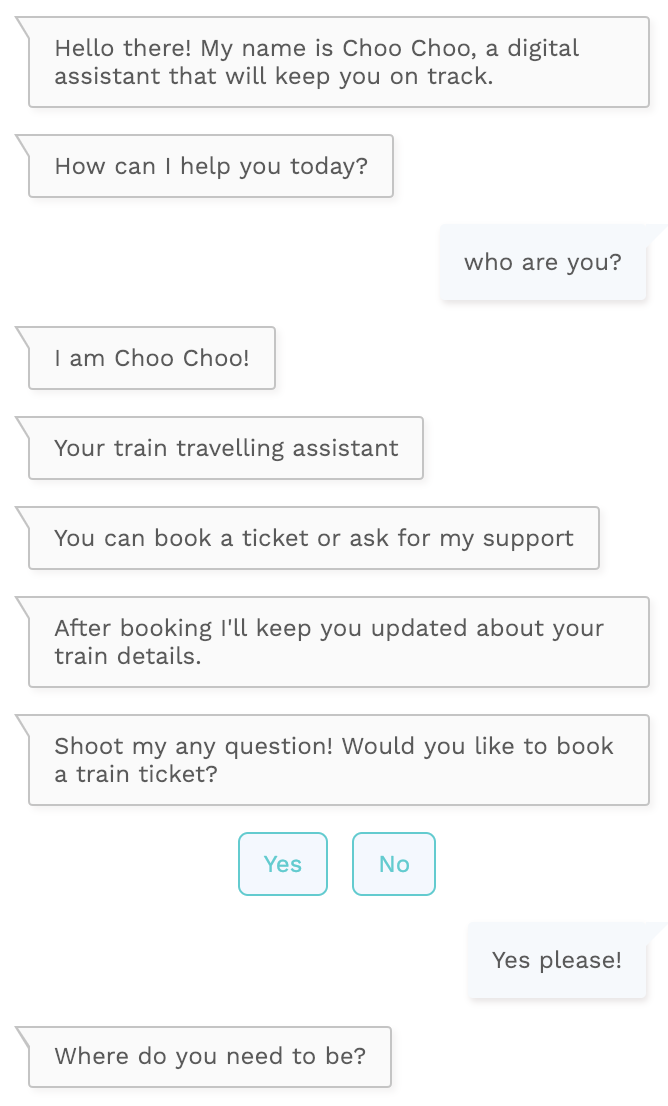 Hello there! My name is Choo Choo, a digital
assistant that will keep you on track.
How can I help you today?
who are you?
I am Choo Choo!
Your train travelling assistant
You can book a ticket or ask for my support
After booking I'll keep you updated about your
train details.
Shoot my any question! Would you like to book
a train ticket?
Yes No
Yes please!
Where do you need to be?